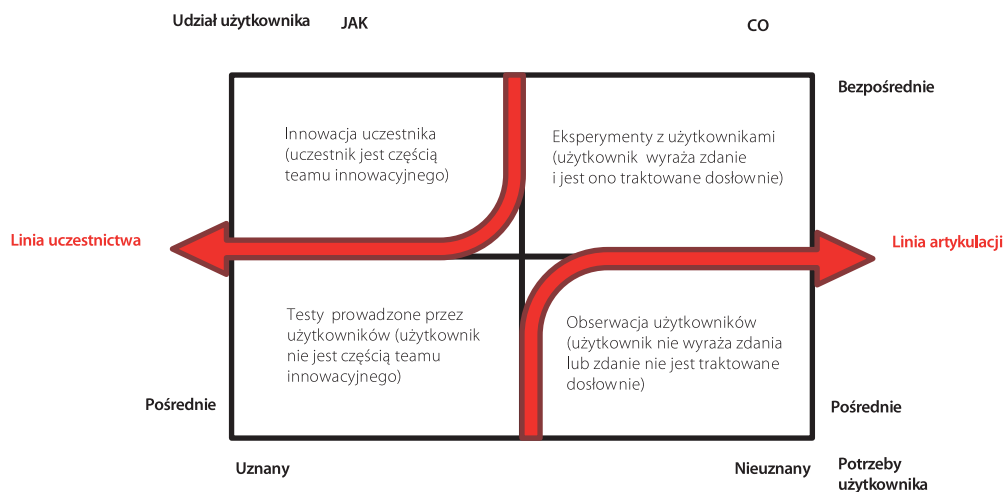 Udział użytkownika JAK CO
Bezpośrednie
Innowacja uczestnika
(uczestnik jest częścią
teamu innowacyjnego)
Eksperymenty z użytkownikami
(użytkownik wyraża zdanie
i jest ono traktowane dosłownie)
Linia uczestnictwa
Linia artykulacji
Testy prowadzone przez
użytkowników (użytkownik
nie jest częścią teamu
innowacyjnego)
Obserwacja użytkowników
(użytkownik nie wyraża zdania
lub zdanie nie jest traktowane
dosłownie)
Pośrednie
Pośrednie
Uznany
Nieuznany
Potrzeby
użytkownika